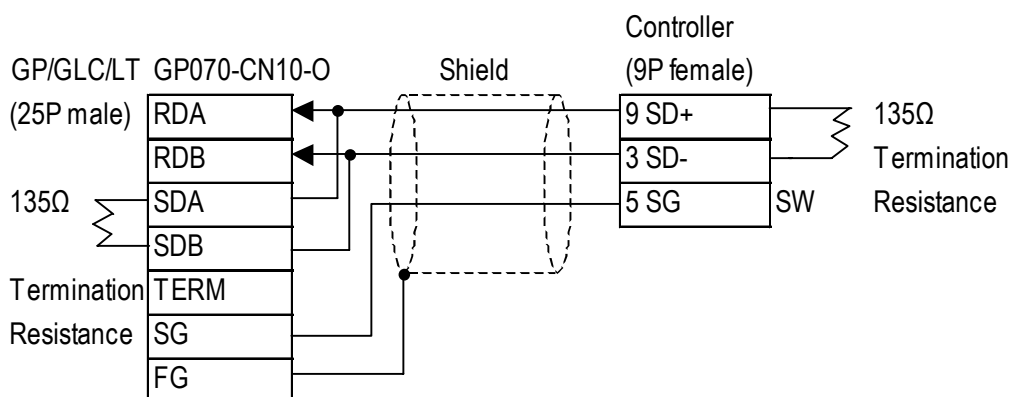 Controller
GP/GLC/LT GP070-CN10-O Shield (9P female)
(25P male) RDA 9 SD+ 135Ω
RDB 3 SD- Termination
135Ω SDA 5 SG SW Resistance
SDB
Termination TERM
Resistance SG
FG